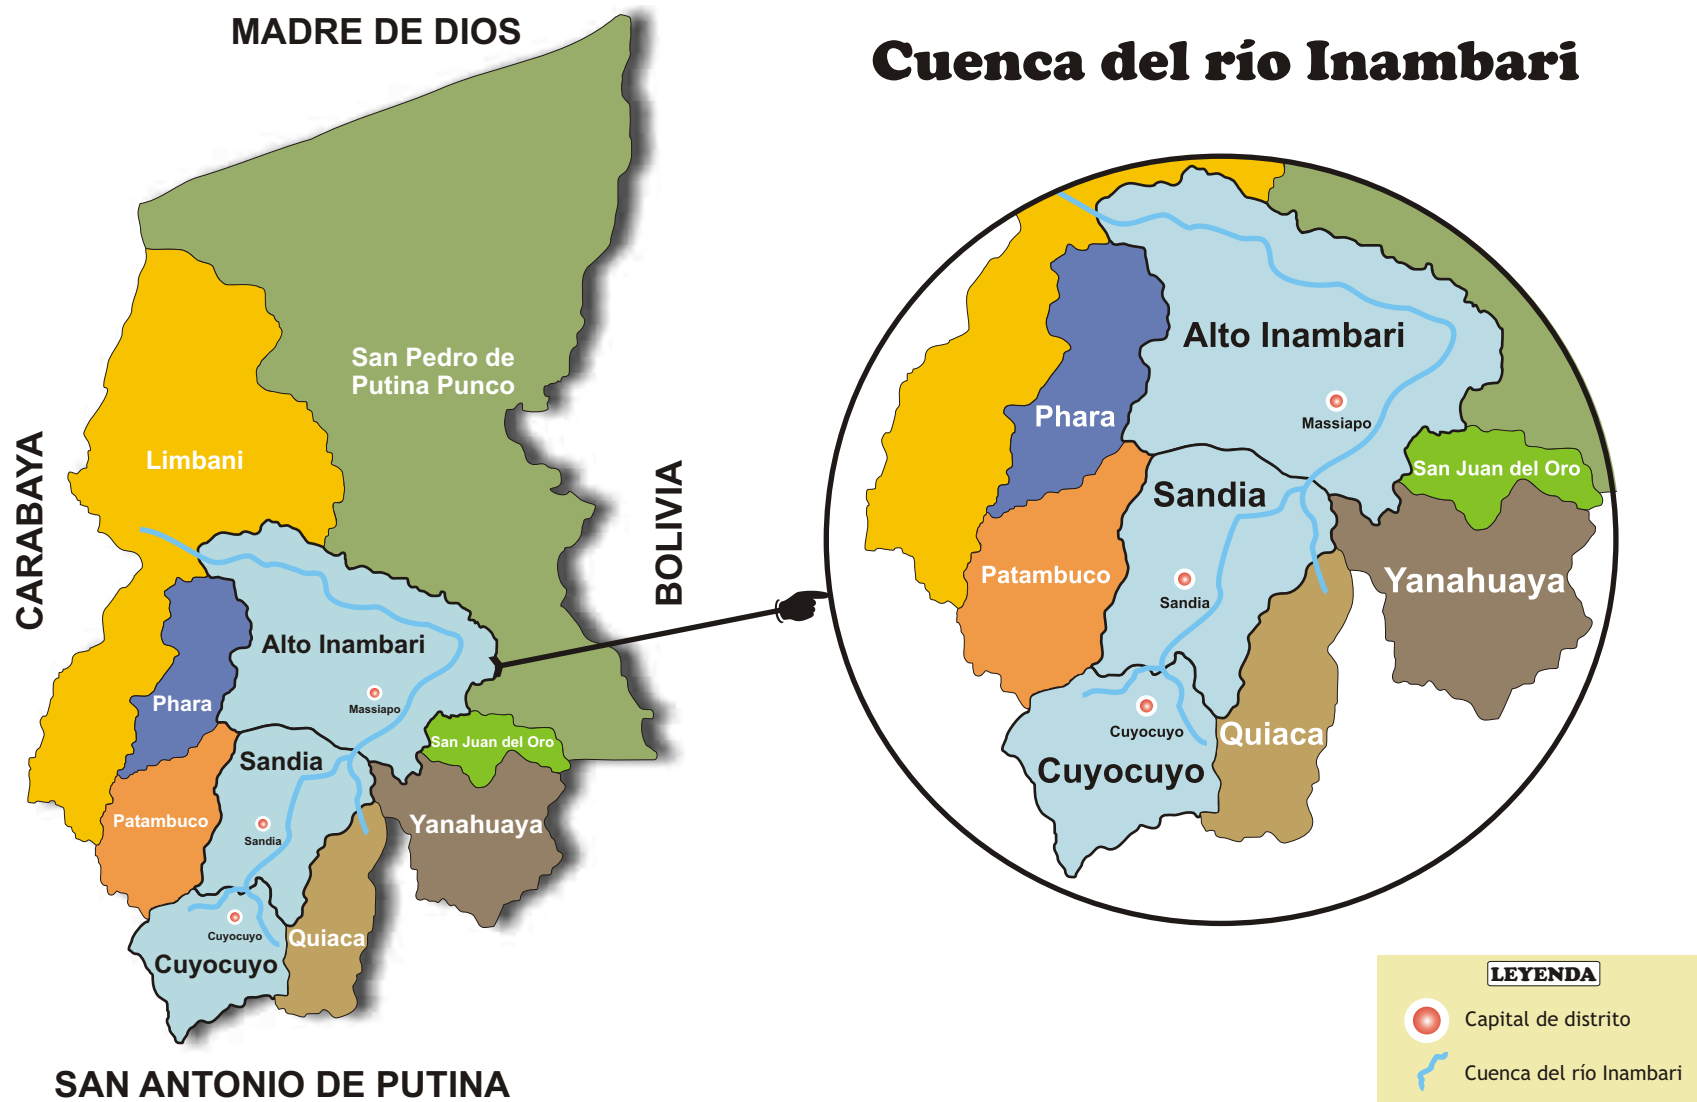 MADRE DE DIOS
Cuenca del río Inambari
San Pedro de
Putina Punco
CARABAYA
Limbani
BOLIVIA
Alto Inambari
Phara
Massiapo
San Juan del Oro
Sandia
Patambuco
Sandia
Yanahuaya
Cuyocuyo
Quiaca
Cuyocuyo
SAN ANTONIO DE PUTINA
Alto Inambari
Phara
Massiapo
San Juan del Oro
Sandia
Patambuco
Yanahuaya
Sandia
Cuyocuyo
Quiaca
Cuyocuyo
LEYENDA
Capital de distrito
Cuenca del río Inambari